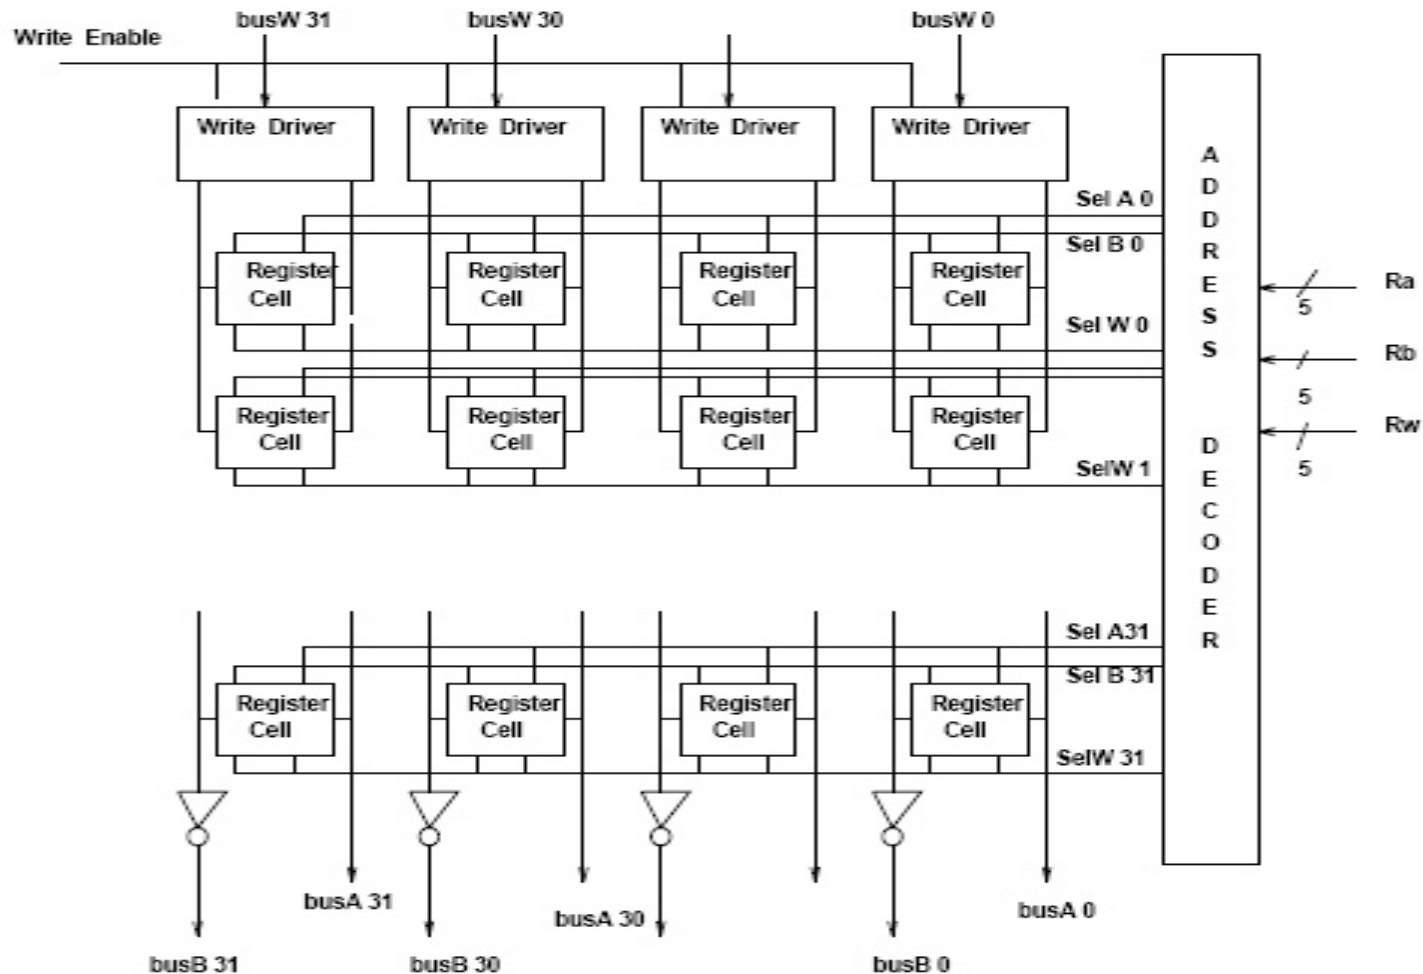 busW 31
busW 30
busW 0
Write Enable
Write Driver
Write Driver
Write Driver
Write Driver
Sel A 0
Sel B 0
Register
Cell
Register
Cell
Register
Cell
Register
Cell
Sel W 0
Register
Cell
Register
Cell
Register
Cell
Register
Cell
SelW 1
Sel A31
Sel B 31
Register
Cell
Register
Cell
Register
Cell
Register
Cell
SelW 31
busA 31
busA 30
busA 0
busB 31
busB 30
busB 0
A
D
D
R
E
S
S
D
E
C
O
D
E
R
Ra
5
Rb
5
Rw
5